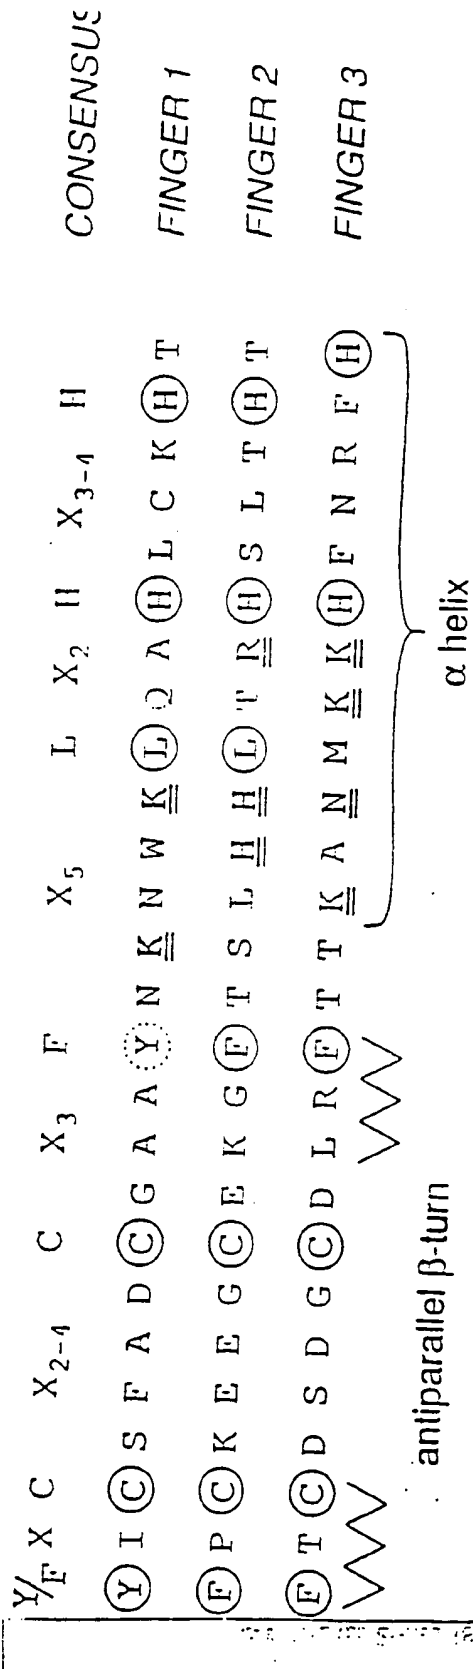 Y/F X C X2-4 C X3 F X5 L X2 H X3-4 H CONSENSUS
Y I C S F A D C G A A Y N K N W K L Q A H L C K H T FINGER 1
F P C K E E G C E K G F T S L H H L T R H S L T H T FINGER 2
F T C D S D G C D L R F T T K A N M K K H F N R F H FINGER 3
antiparallel β-turn α helix